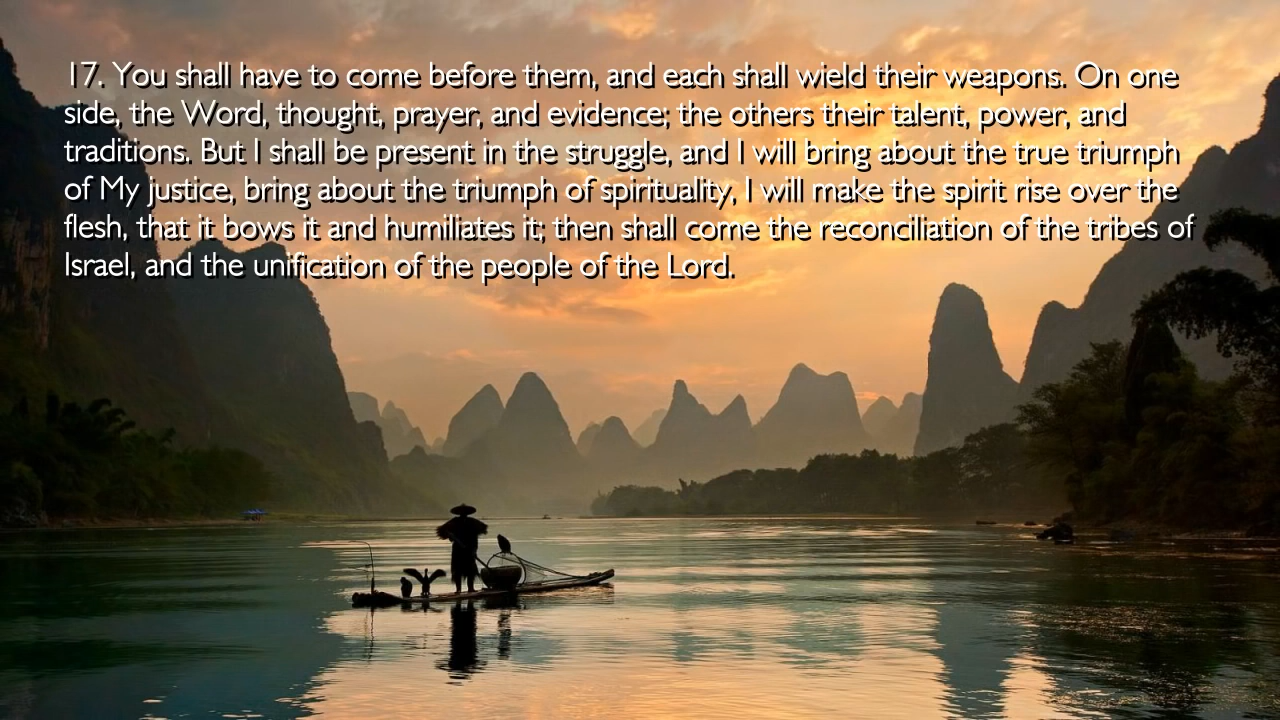 17. You shall have to come before them, and each shall wield their weapons. On one
side, the Word, thought, prayer, and evidence; the others their talent, power, and
traditions. But I shall be present in the struggle, and I will bring about the true triumph
of My justice, bring about the triumph of spirituality, I will make the spirit rise over the
flesh, that it bows it and humiliates it; then shall come the reconciliation of the tribes of
Israel, and the unification of the people of the Lord.